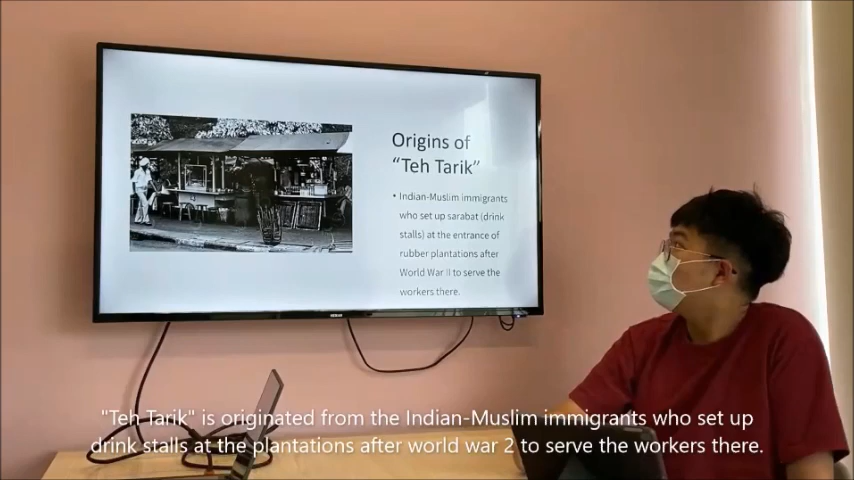 Origins of
“Teh Tarik”
• Indian-Muslim immigrants
who set up sarabat (drink
stalls) at the entrance of
rubber plantations after
World War II to serve the
workers there.
"Teh Tarik" is originated from the Indian-Muslim immigrants who set up
drink stalls at the plantations after world war 2 to serve the workers there.